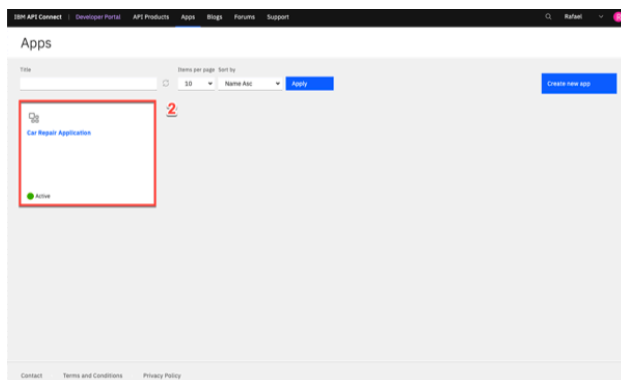 IBM API Connect | Developer Portal API Products Apps Blogs Forums Support Rafael
Apps
Title Items per page Sort by
10 Name Asc Apply Create new app
2
Car Repair Application
Active
Contact Terms and Conditions Privacy Policy